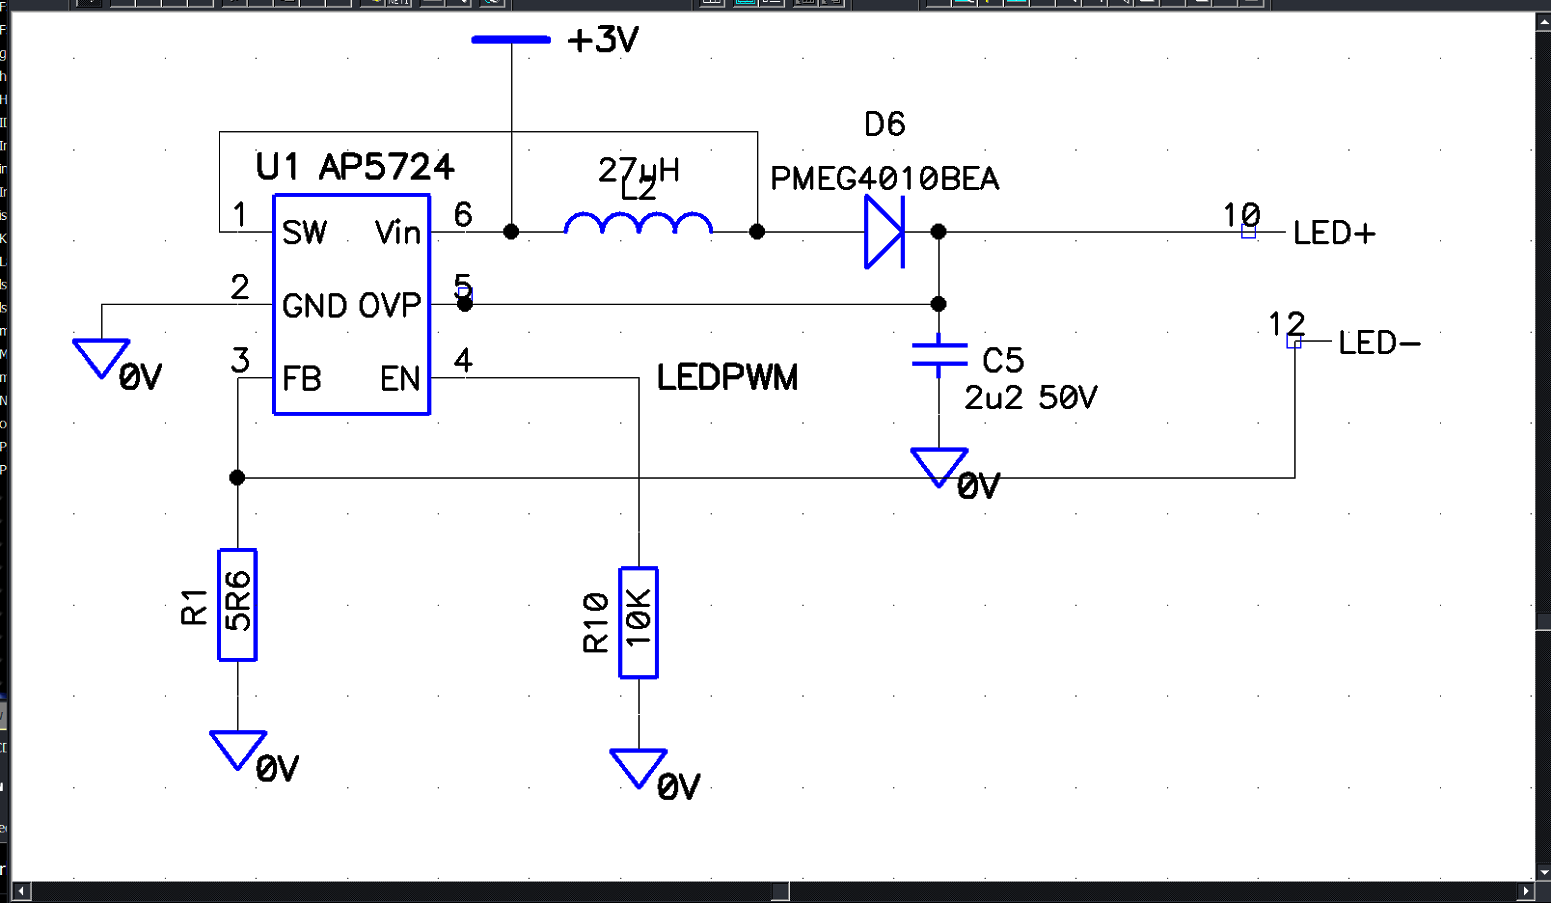 +3V
D6
U1 AP5724
27µH
L2
PMEG4010BEA
1
SW
Vin
6
10
LED+
2
GND
OVP
5
12
LED-
0V
3
FB
EN
4
LEDPWM
C5
2u2 50V
0V
R1
5R6
R10
10K
0V
0V